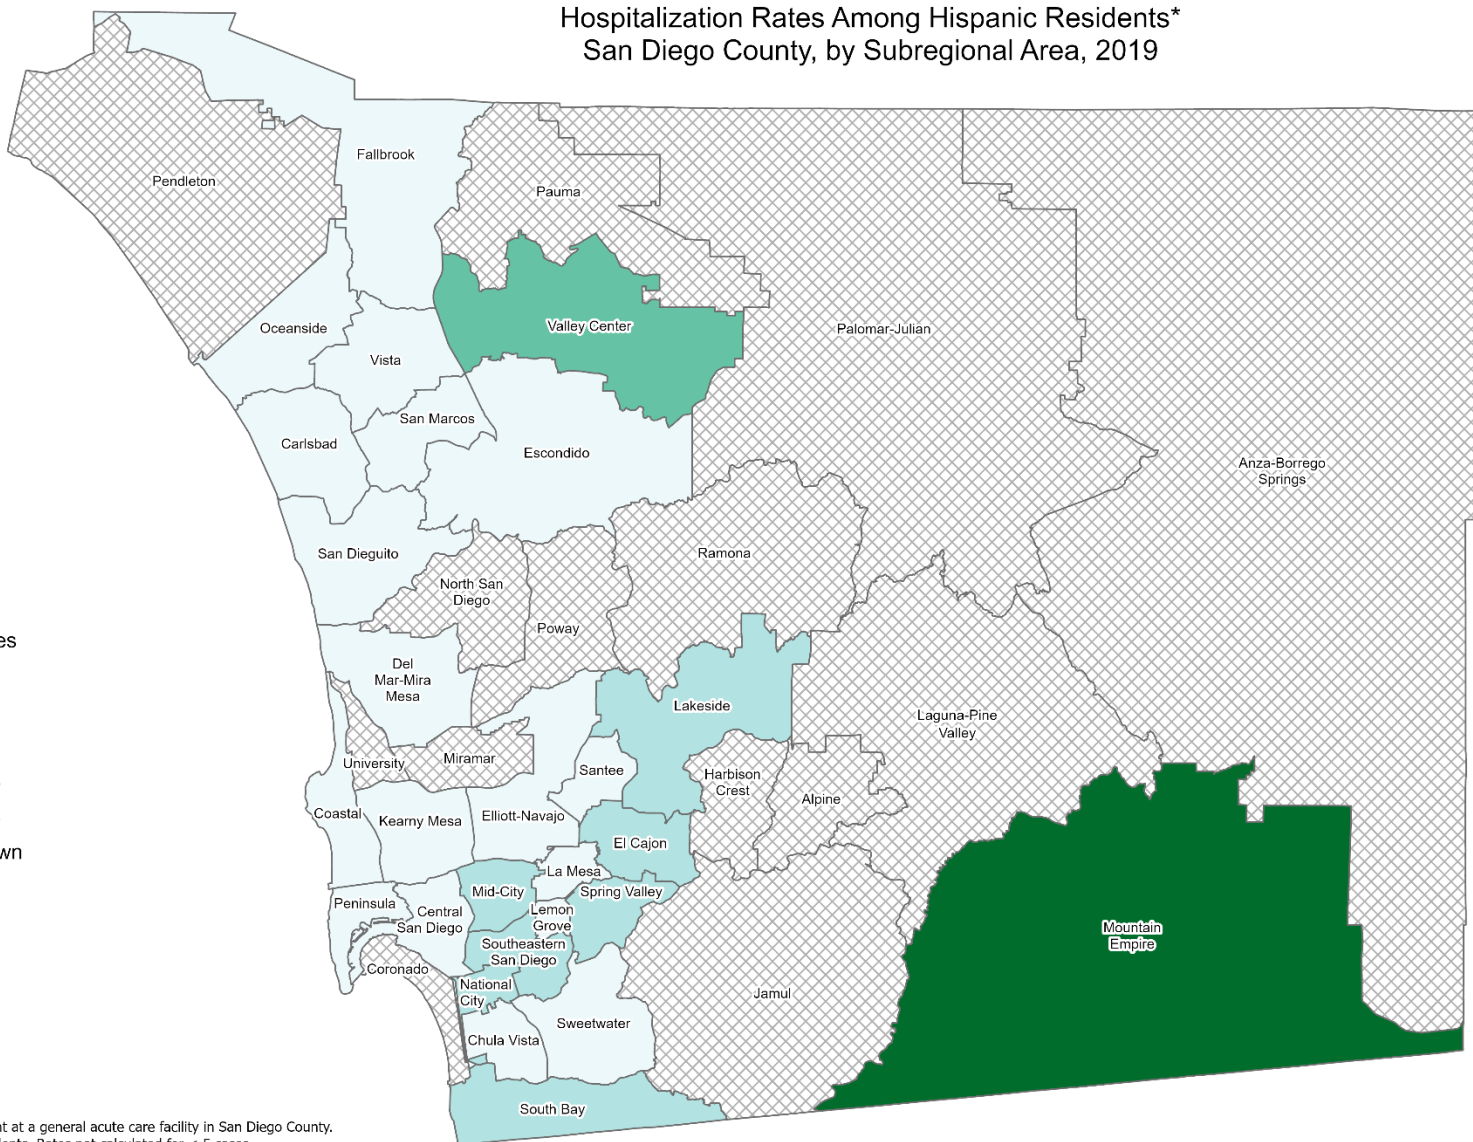 Hospitalization Rates Among Hispanic Residents*
San Diego County, by Subregional Area, 2019
Fallbrook
Pendleton
Pauma
Oceanside
Valley Center
Palomar-Julian
Vista
San Marcos
Carlsbad
Escondido
Anza-Borrego
Springs
San Dieguito
Ramona
North San
Diego
Poway
es
Del
Mar-Mira
Mesa
Lakeside
Laguna-Pine
Valley
University
Miramar
Santee
Harbison
Crest
Alpine
Coastal
Kearny Mesa
Elliott-Navajo
El Cajon
wn
La Mesa
Mid-City
Spring Valley
Peninsula
Central
San Diego
Lemon
Grove
Mountain
Empire
Southeastern
San Diego
Coronado
National
City
Jamul
Sweetwater
Chula Vista
South Bay
nt at a general acute care facility in San Diego County.